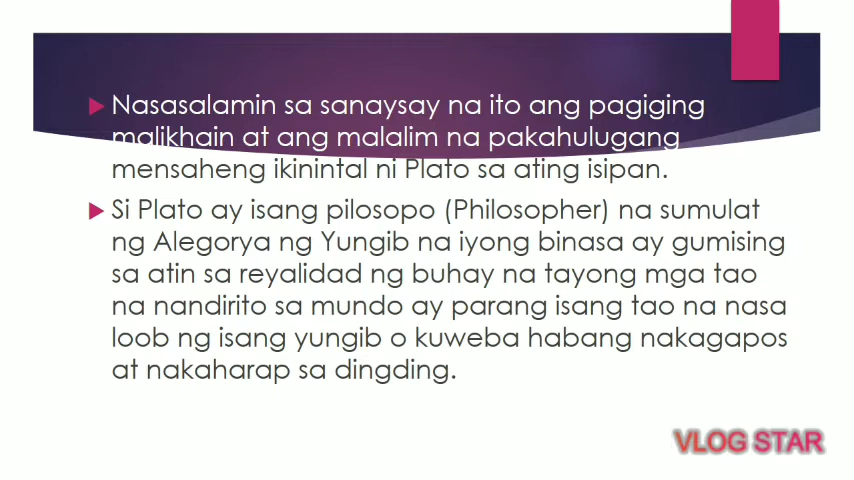 Nasasalamin sa sanaysay na ito ang pagiging
malikhain at ang malalim na pakahulugang
mensaheng ikinintal ni Plato sa ating isipan.
Si Plato ay isang pilosopo (Philosopher) na sumulat
ng Alegorya ng Yungib na iyong binasa ay gumising
sa atin sa reyalidad ng buhay na tayong mga tao
na nandirito sa mundo ay parang isang tao na nasa
loob ng isang yungib o kuweba habang nakagapos
at nakaharap sa dingding.
VLOG STAR